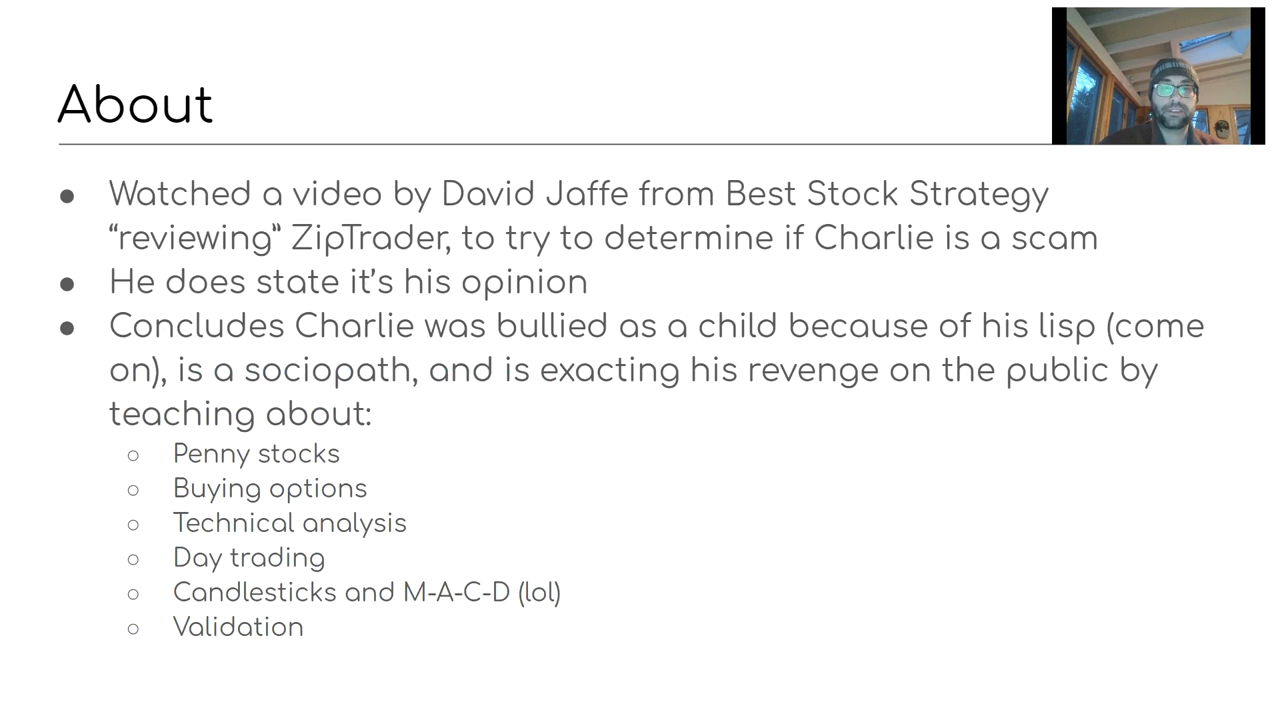 About
● Watched a video by David Jaffe from Best Stock Strategy
“reviewing” ZipTrader, to try to determine if Charlie is a scam
● He does state it’s his opinion
● Concludes Charlie was bullied as a child because of his lisp (come
on), is a sociopath, and is exacting his revenge on the public by
teaching about:
○ Penny stocks
○ Buying options
○ Technical analysis
○ Day trading
○ Candlesticks and M-A-C-D (lol)
○ Validation